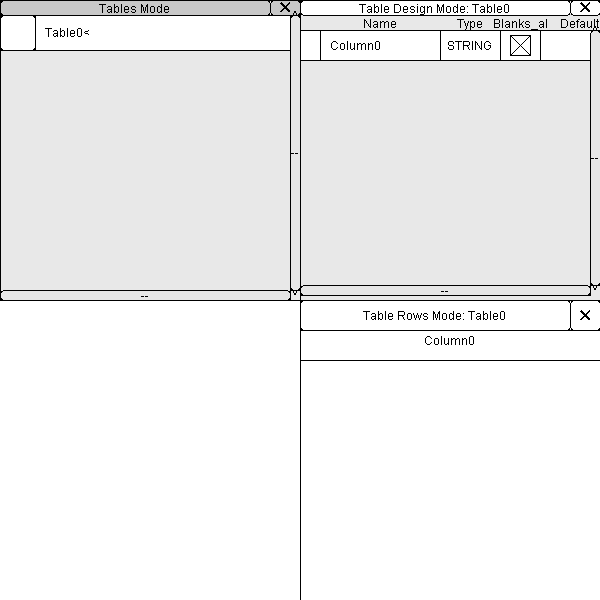 Tables Mode
Table0<
Table Design Mode: Table0
Name Type Blanks_al Default
Column0 STRING
Table Rows Mode: Table0
Column0